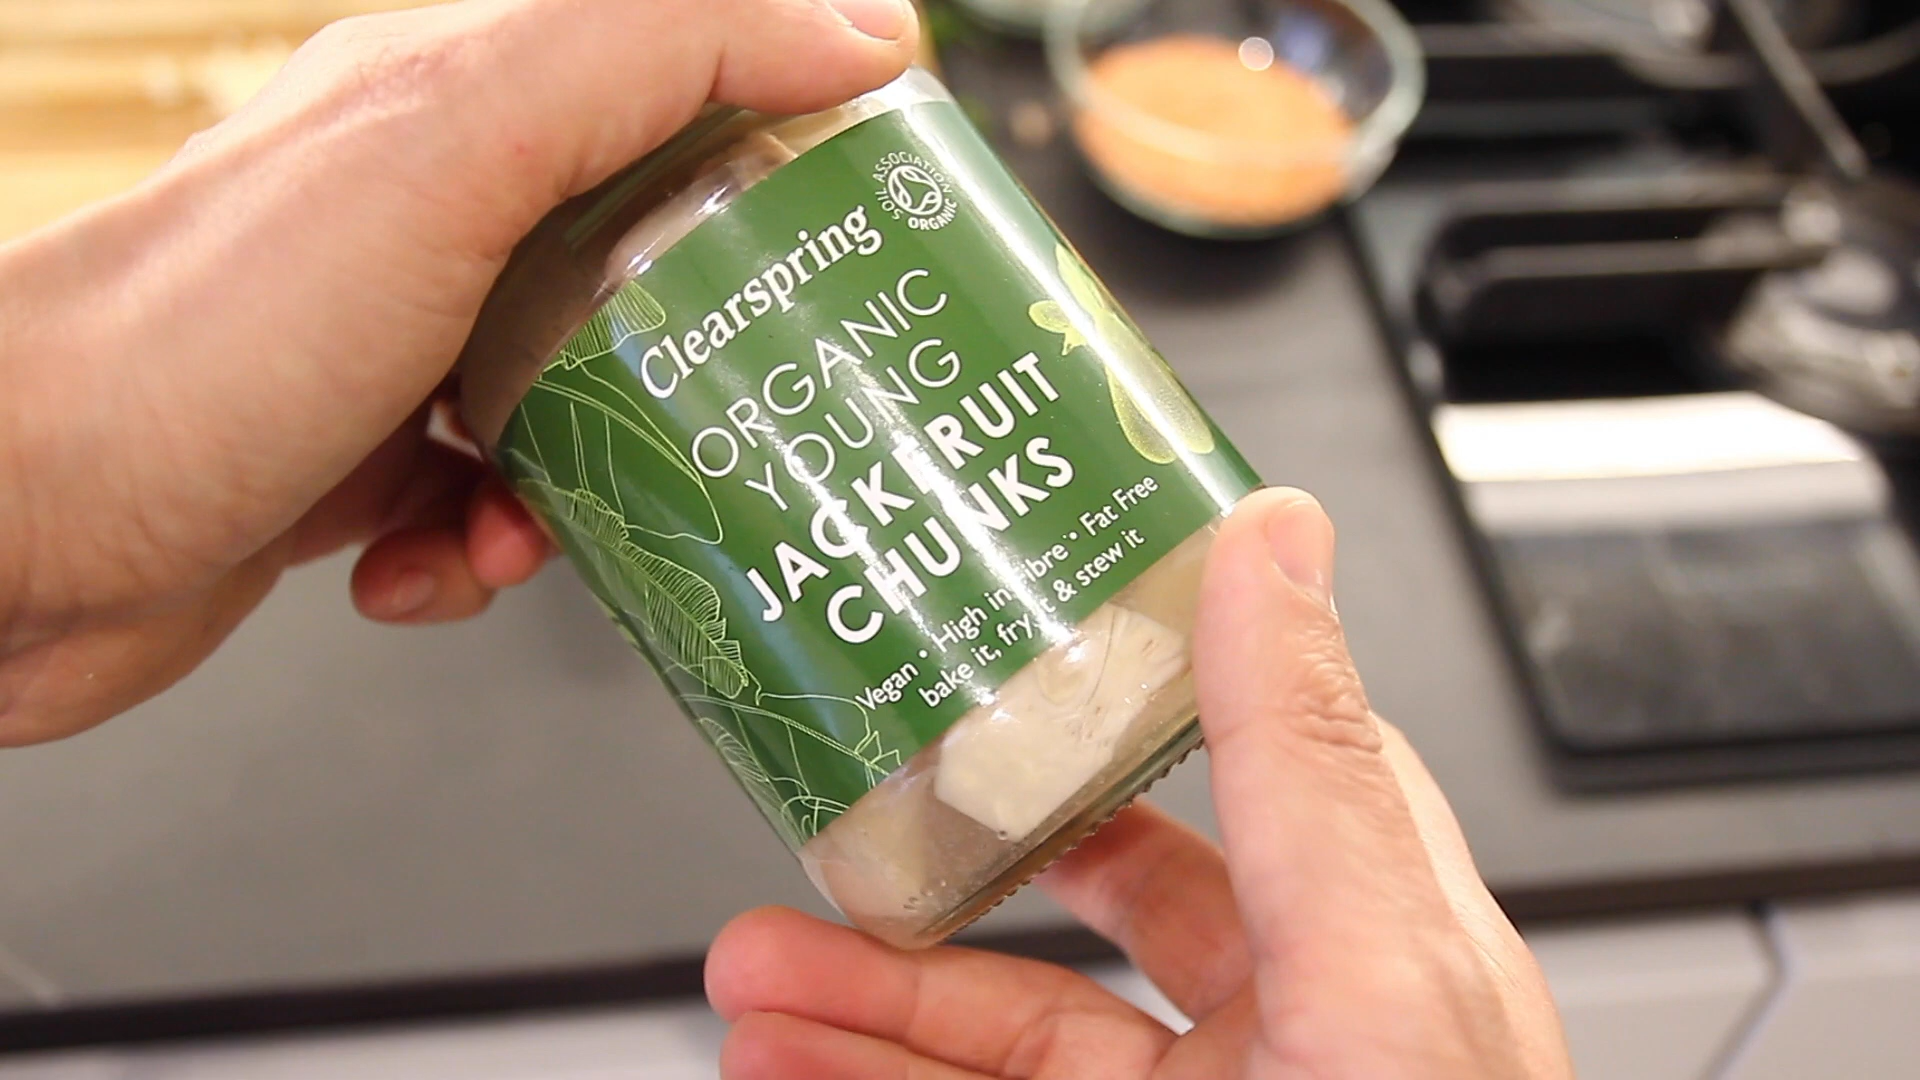 SOIL ASSOCIATION
ORGANIC
Clearspring
ORGANIC
YOUNG
JACKFRUIT
CHUNKS
Vegan • High in fibre • Fat Free
bake it, fry it & stew it